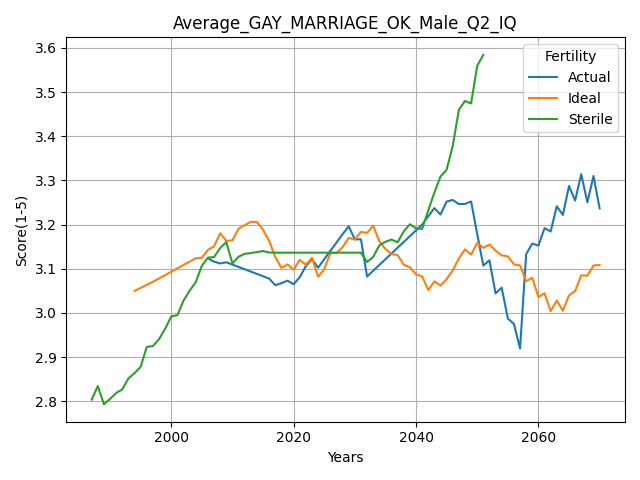 Average_GAY_MARRIAGE_OK_Male_Q2_IQ
Fertility
Actual
Ideal
Sterile
Score(1-5)
3.6
3.5
3.4
3.3
3.2
3.1
3.0
2.9
2.8
2000 2020 2040 2060
Years